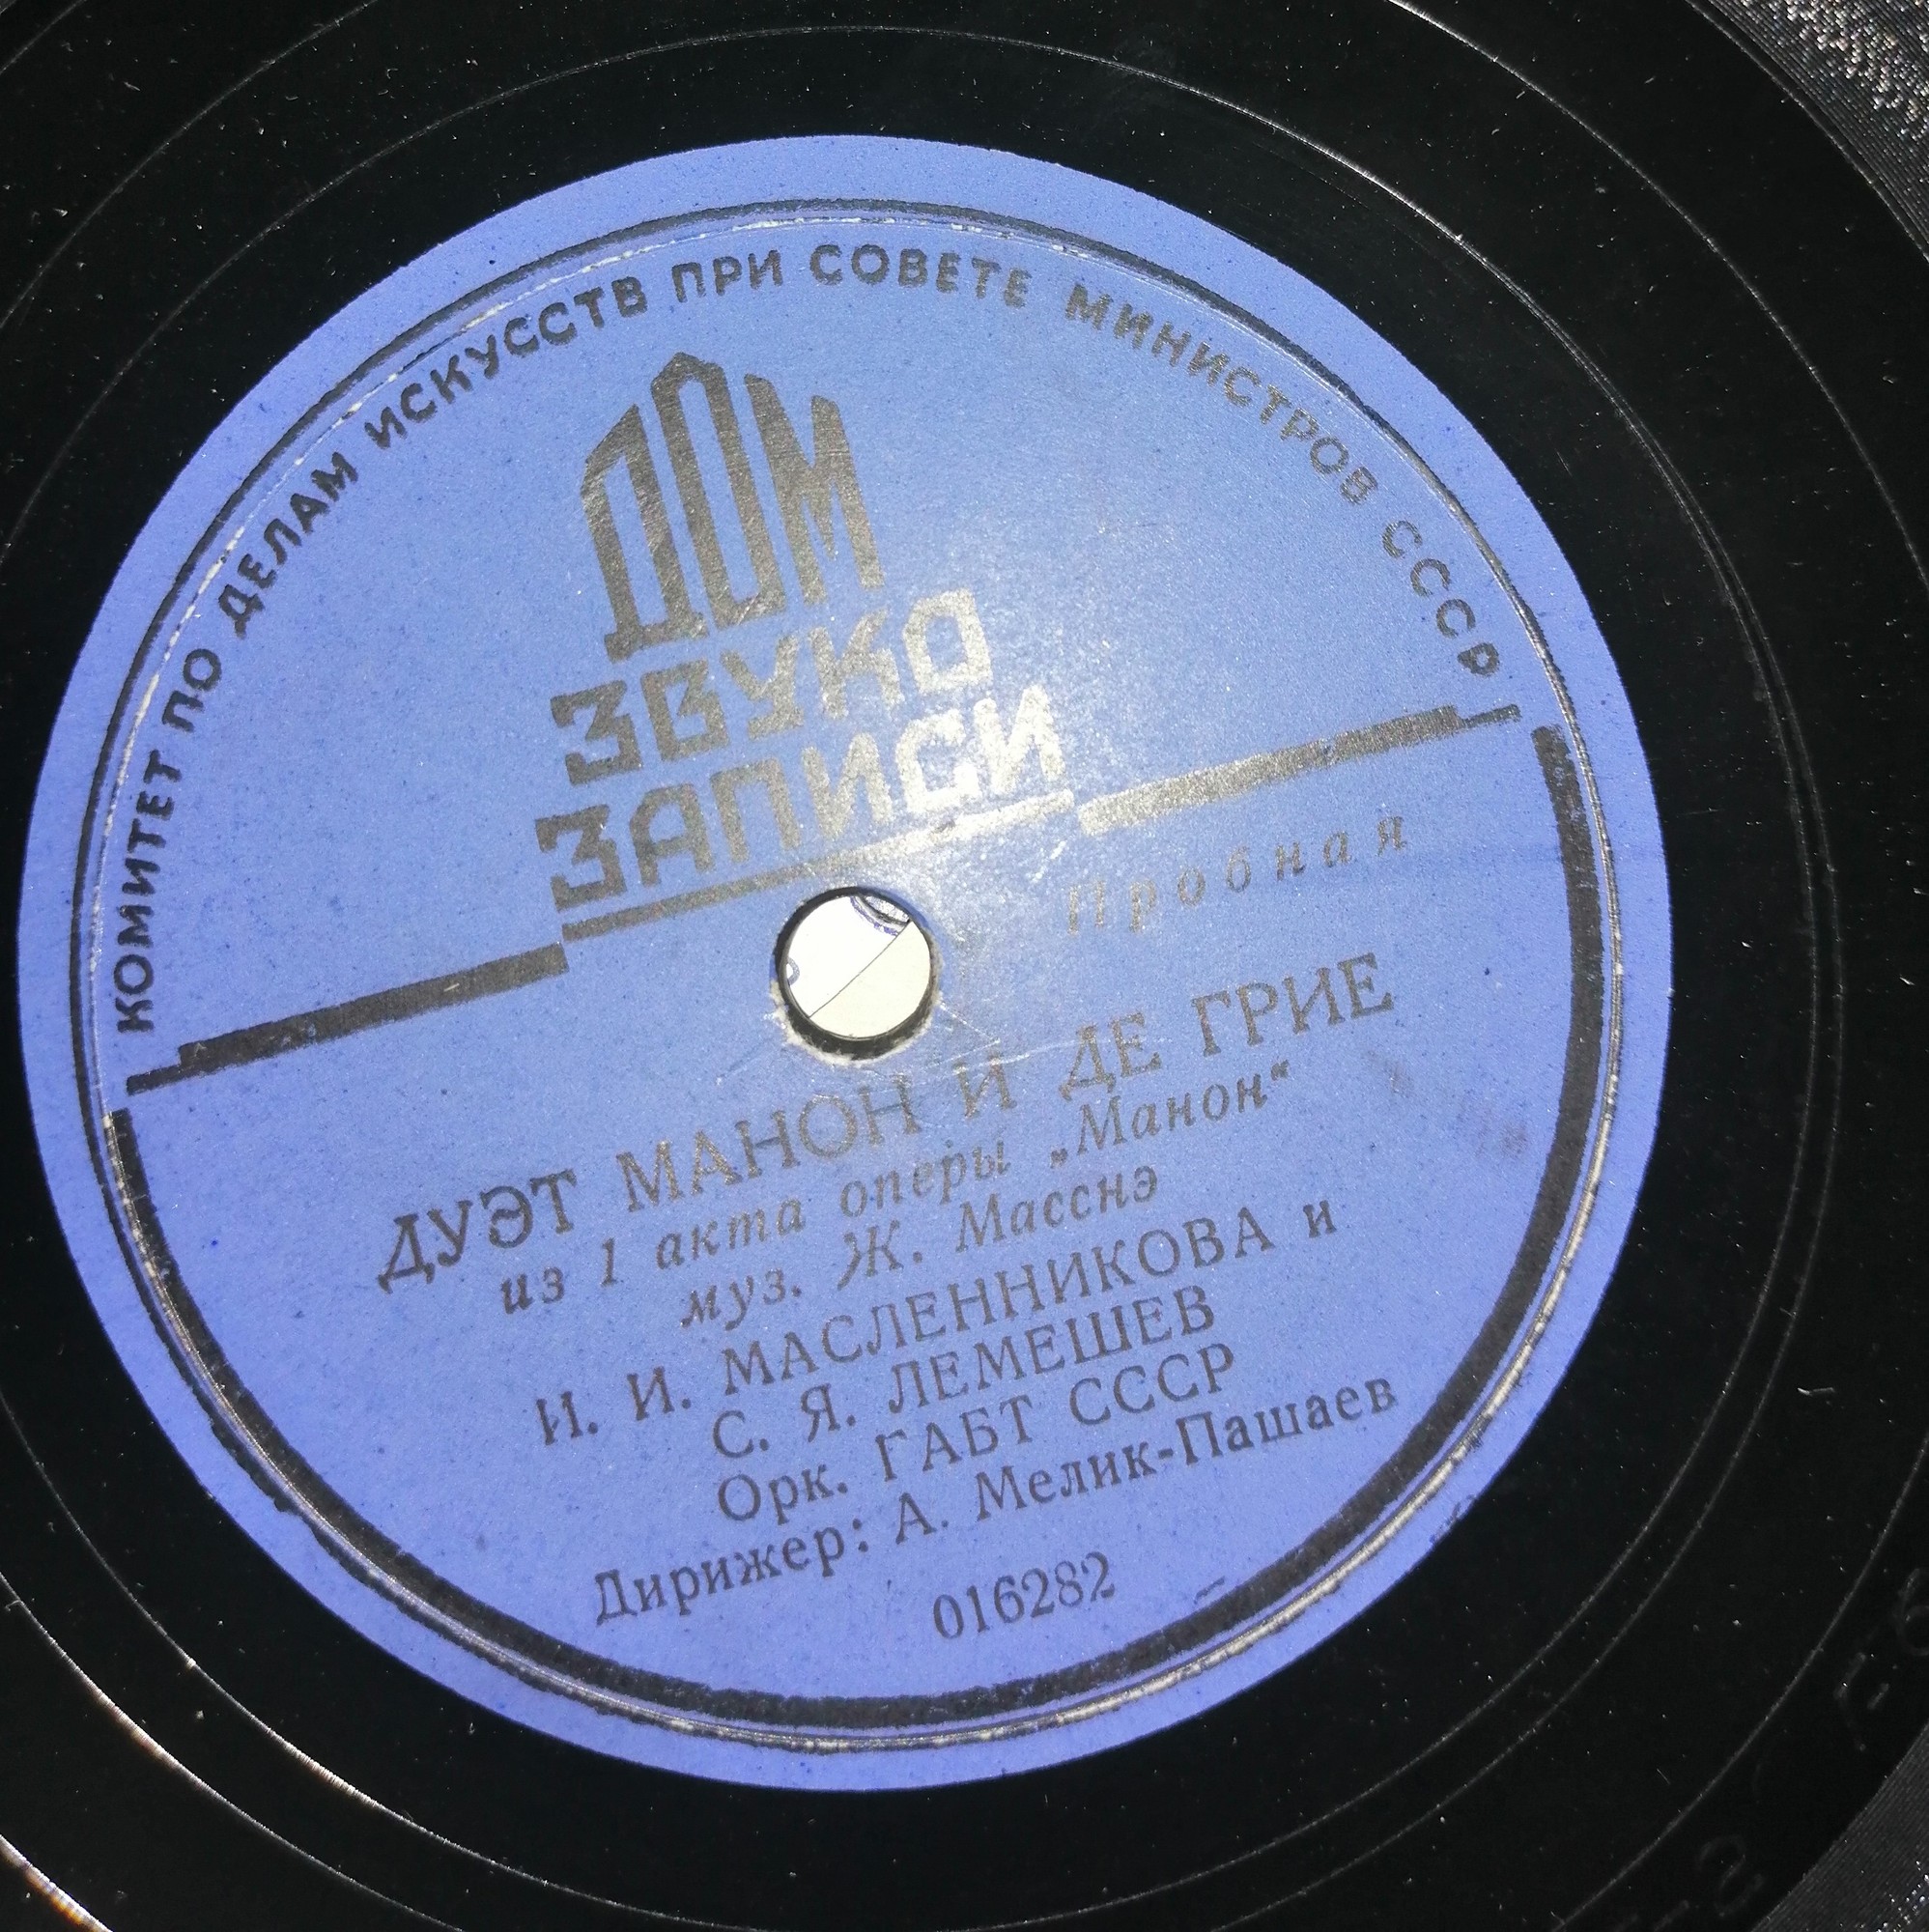 КОМИТЕТ ПО ДЕЛАМ ИСКУССТВ ПРИ СОВЕТЕ МИНИСТРОВ СССР
ДОМ
ЗВУКО
ЗАПИСИ
Пробная
ДУЭТ МАНОН И ДЕ ГРИЕ
из 1 акта оперы „Манон“
муз. Ж. Масснэ
И. И. МАСЛЕННИКОВА и
С. Я. ЛЕМЕШЕВ
Орк. ГАБТ СССР
Дирижер: А. Мелик-Пашаев
016282